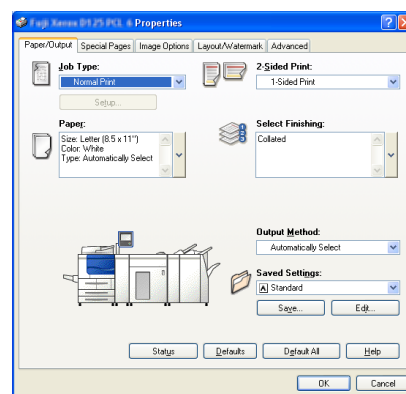 Fuji Xerox D125 PCL 6 Properties
Paper/Output
Special Pages
Image Options
Layout/Watermark
Advanced
Job Type:
Normal Print
Setup...
2-Sided Print:
1-Sided Print
Paper:
Size: Letter (8.5 x 11")
Color: White
Type: Automatically Select
Select Finishing:
Collated
Output Method:
Automatically Select
Saved Settings:
A Standard
Save...
Edit...
Status
Defaults
Default All
Help
OK
Cancel